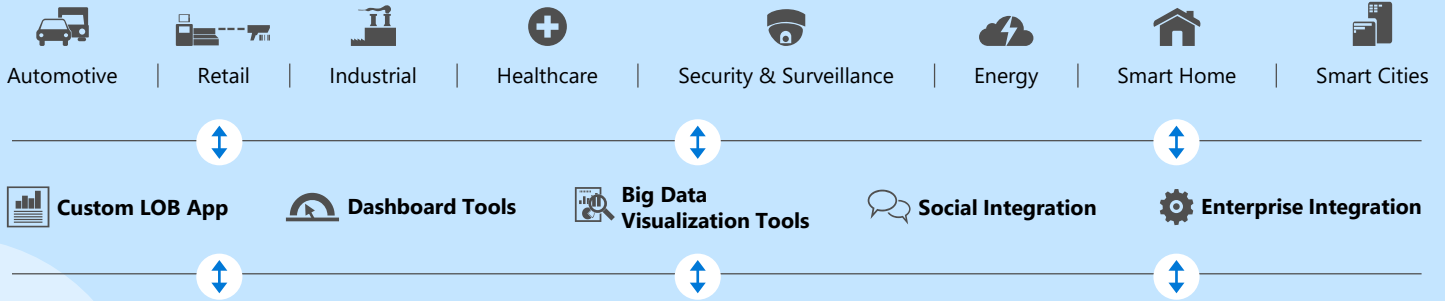 Automotive | Retail | Industrial | Healthcare | Security & Surveillance | Energy | Smart Home | Smart Cities
Custom LOB App
Dashboard Tools
Big Data
Visualization Tools
Social Integration
Enterprise Integration